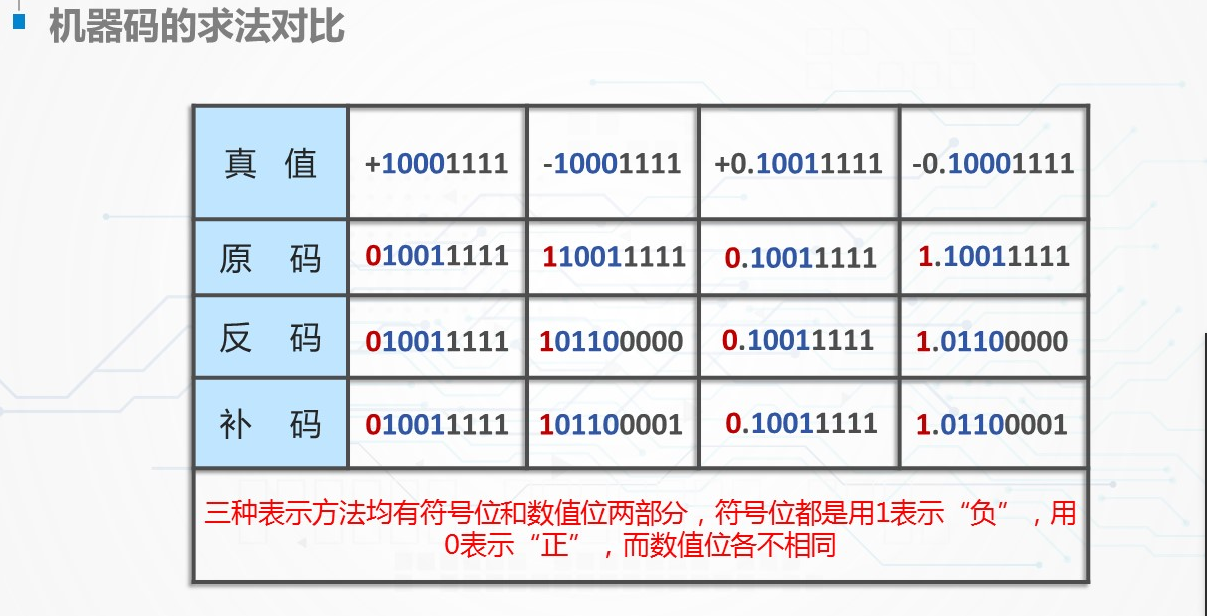 机器码的求法对比
真 值 +10001111 -10001111 +0.10011111 -0.10001111
原 码 010011111 110011111 0.10011111 1.10011111
反 码 010011111 101100000 0.10011111 1.01100000
补 码 010011111 101100001 0.10011111 1.01100001
三种表示方法均有符号位和数值位两部分，符号位都是用1表示“负”，用
0表示“正”，而数值位各不相同